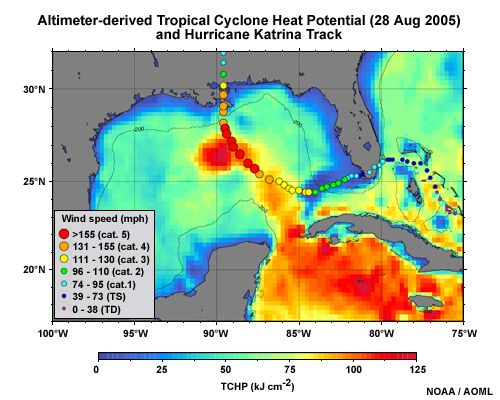 Altimeter-derived Tropical Cyclone Heat Potential (28 Aug 2005)
and Hurricane Katrina Track
30°N
25°N
20°N
-200
Wind speed (mph)
>155 (cat. 5)
131 - 155 (cat. 4)
111 - 130 (cat. 3)
96 - 110 (cat. 2)
74 - 95 (cat.1)
39 - 73 (TS)
0 - 38 (TD)
100°W 95°W 90°W 85°W 80°W 75°W
0 25 50 75 100 125
TCHP (kJ cm-2)
NOAA / AOML